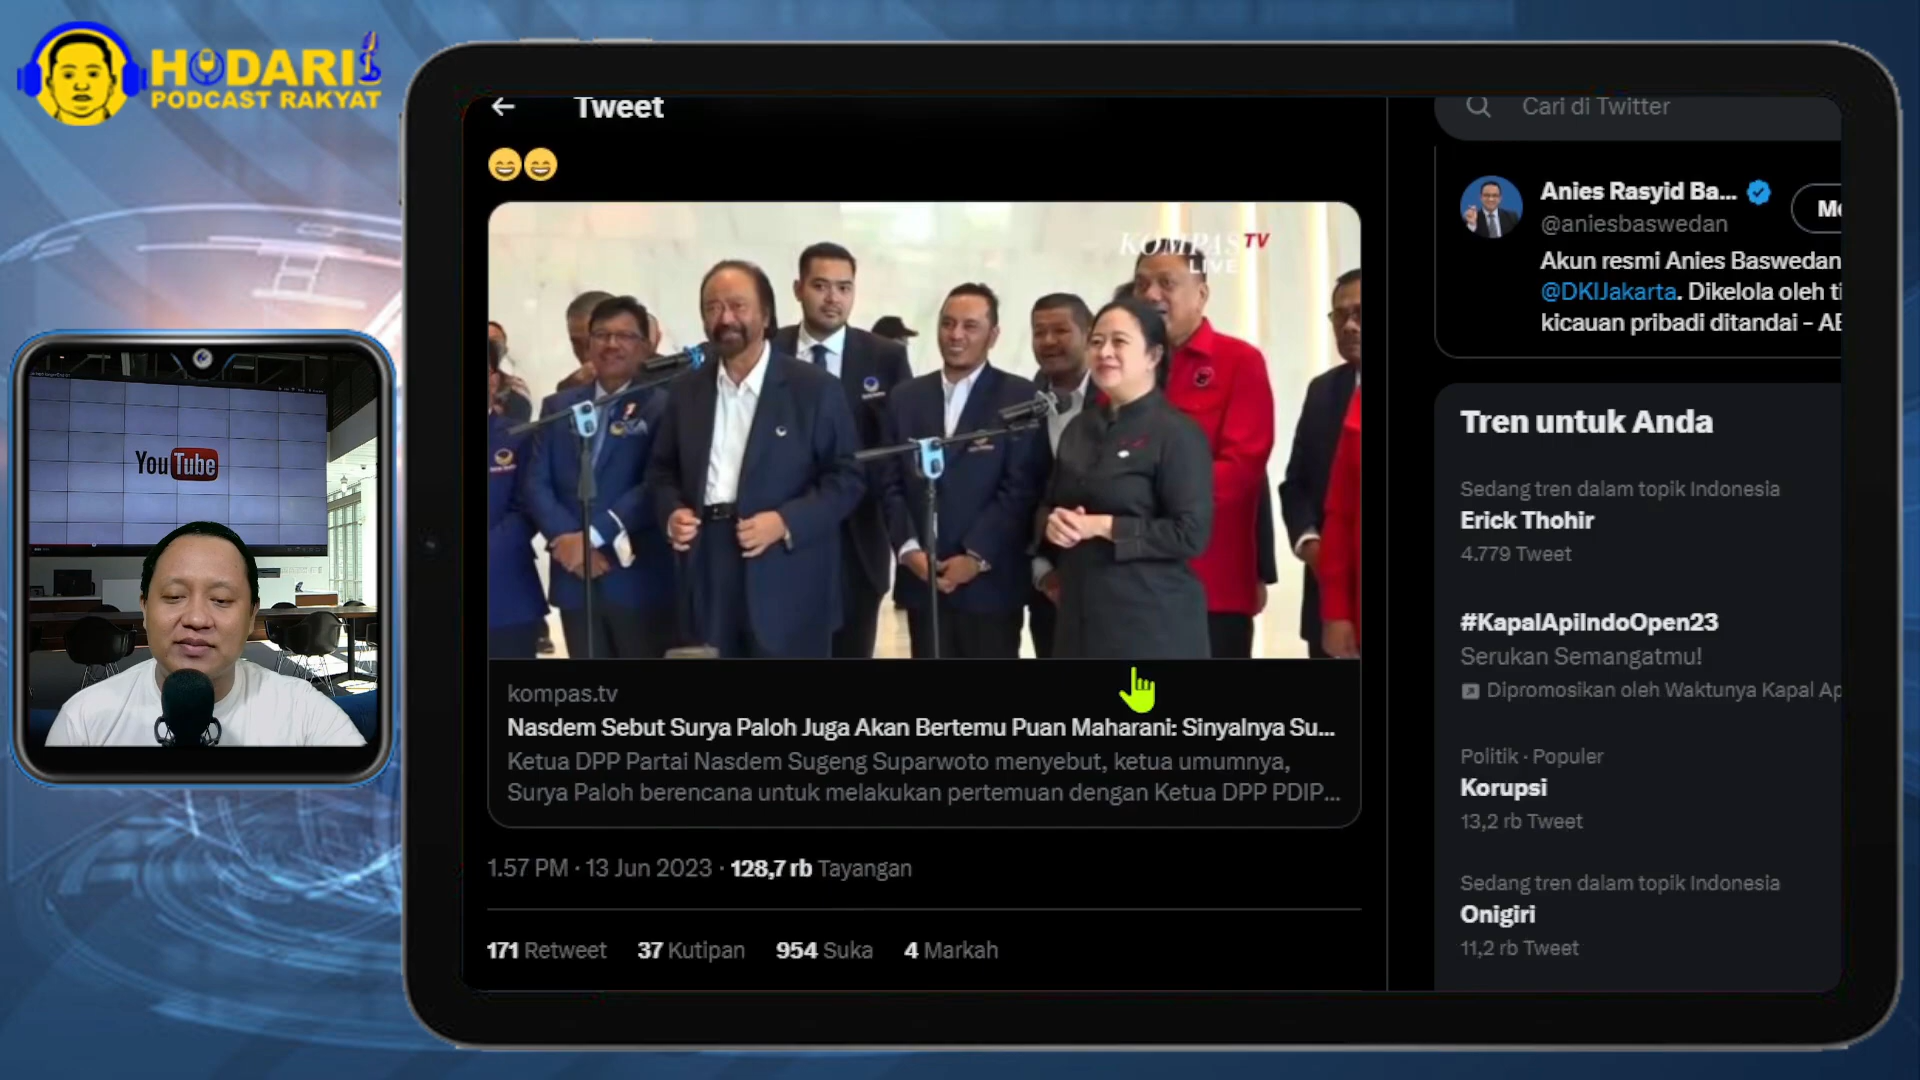 HODARI
PODCAST RAKYAT
YouTube
Tweet
KOMPAS TV
LIVE
kompas.tv
Nasdem Sebut Surya Paloh Juga Akan Bertemu Puan Maharani: Sinyalnya Su...
Ketua DPP Partai Nasdem Sugeng Suparwoto menyebut, ketua umumnya,
Surya Paloh berencana untuk melakukan pertemuan dengan Ketua DPP PDIP...
1.57 PM · 13 Jun 2023 · 128,7 rb Tayangan
171 Retweet 37 Kutipan 954 Suka 4 Markah
Cari di Twitter
Anies Rasyid Ba...
Me
@aniesbaswedan
Akun resmi Anies Baswedan
@DKIJakarta. Dikelola oleh ti
kicauan pribadi ditandai - AB
Tren untuk Anda
Sedang tren dalam topik Indonesia
Erick Thohir
4.779 Tweet
#KapalApiIndoOpen23
Serukan Semangatmu!
Dipromosikan oleh Waktunya Kapal Ap
Politik · Populer
Korupsi
13,2 rb Tweet
Sedang tren dalam topik Indonesia
Onigiri
11,2 rb Tweet